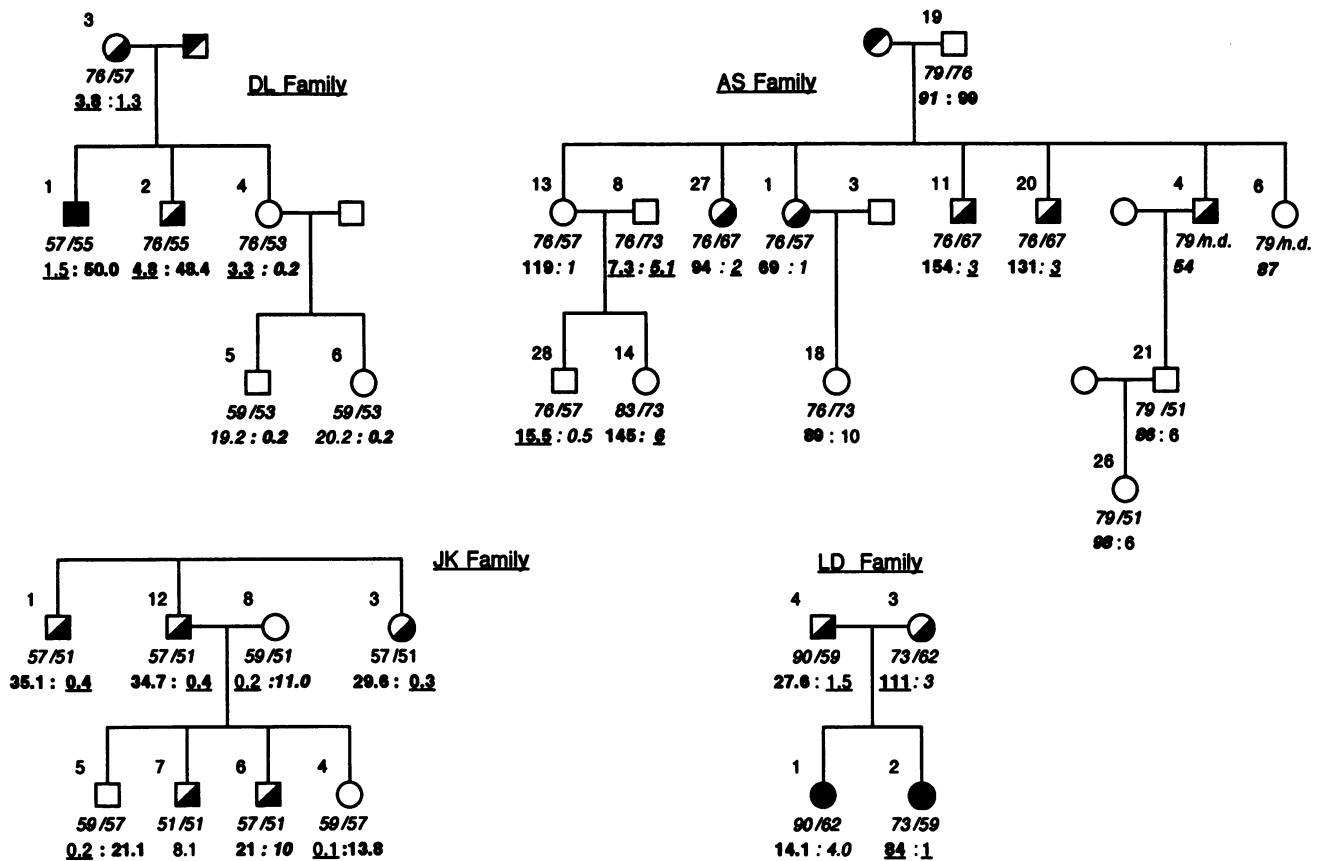 3
19
DL Family
AS Family
76/57
79/76
3.8 : 1.3
91 : 99
1
2
4
13
8
27
1
3
11
20
4
6
57/55
76/55
76/53
76/57
76/73
76/67
76/57
76/67
76/67
79/n.d.
79/n.d.
1.5 : 50.0
4.8 : 48.4
3.3 : 0.2
119 : 1
7.3 : 5.1
94 : 2
69 : 1
154 : 3
131 : 3
54
87
5
6
28
14
18
21
59/53
59/53
76/57
83/73
76/73
79/51
19.2 : 0.2
20.2 : 0.2
15.5 : 0.5
145 : 6
89 : 10
86 : 6
26
79/51
98 : 6
JK Family
LD Family
1
12
8
3
4
3
57/51
57/51
59/51
57/51
90/59
73/62
35.1 : 0.4
34.7 : 0.4
0.2 : 11.0
29.6 : 0.3
27.6 : 1.5
111 : 3
5
7
6
4
1
2
59/57
51/51
57/51
59/57
90/62
73/59
0.2 : 21.1
8.1
21 : 10
0.1 : 13.8
14.1 : 4.0
84 : 1